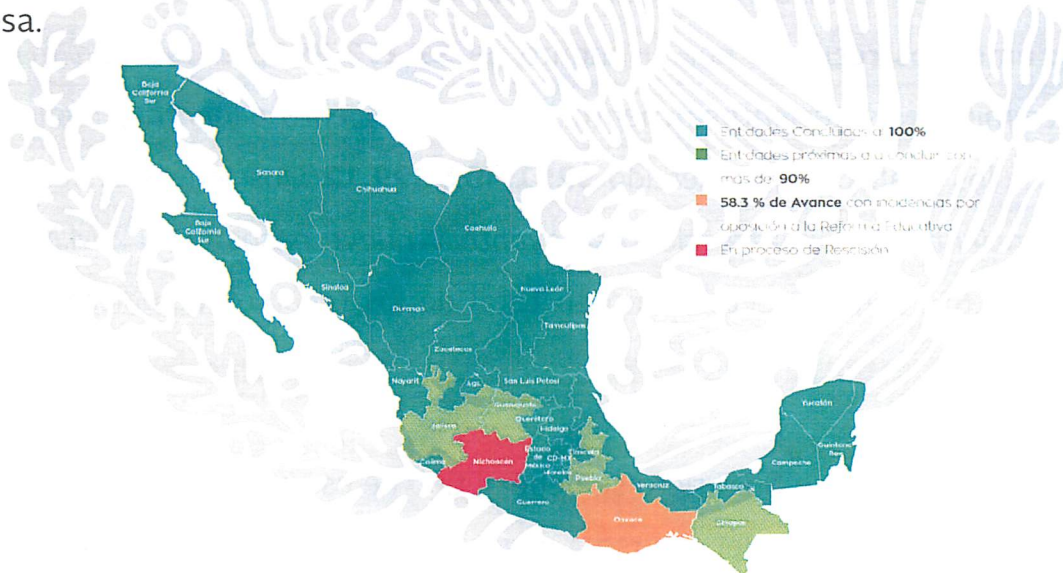 sa.
Baja
California
Sur
Sonora
Chihuahua
Coahuila
Baja
California
Sur
Sinaloa
Durango
Nuevo León
Tamaulipas
Zacatecas
Nayarit
Ags.
San Luis Potosí
Guanajuato
Querétaro
Hidalgo
Jalisco
Colima
Michoacán
Estado
de
México
CD-MX
Morelos
Tlaxcala
Puebla
Veracruz
Guerrero
Oaxaca
Tabasco
Chiapas
Campeche
Yucatán
Quintana
Roo
Entidades Concluidas al 100%
Entidades próximas a concluir con
más de 90%
58.3 % de Avance con incidencias por
oposición a la Reforma Educativa
En proceso de Rescisión